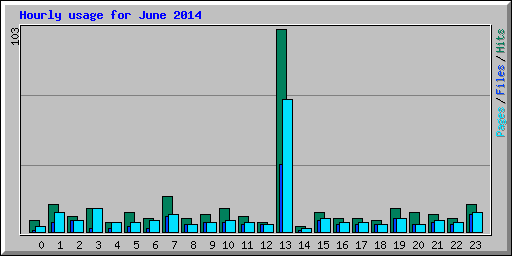 Hourly usage for June 2014
103
Pages/Files/Hits
0 1 2 3 4 5 6 7 8 9 10 11 12 13 14 15 16 17 18 19 20 21 22 23